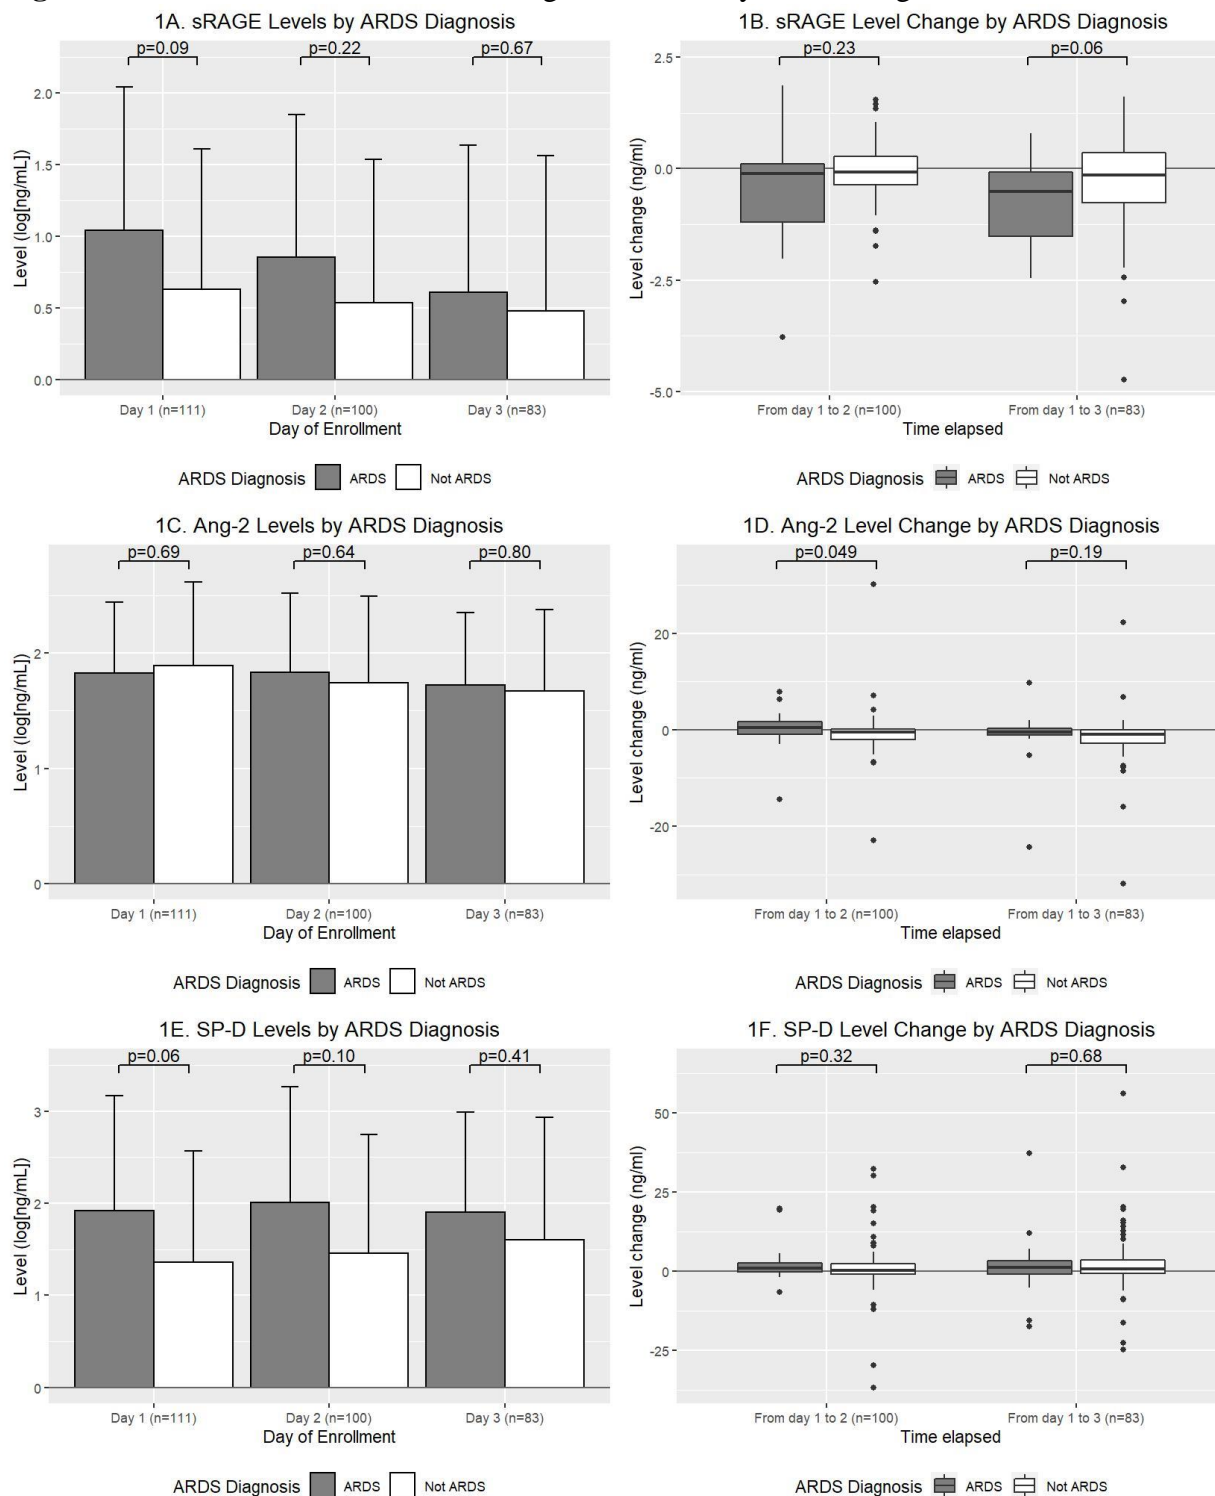 1A. sRAGE Levels by ARDS Diagnosis
p=0.09 p=0.22 p=0.67
Level (log[ng/mL])
2.0
1.5
1.0
0.5
0.0
Day 1 (n=111) Day 2 (n=100) Day 3 (n=83)
Day of Enrollment
ARDS Diagnosis ARDS Not ARDS
1B. sRAGE Level Change by ARDS Diagnosis
p=0.23 p=0.06
Level change (ng/ml)
2.5
0.0
-2.5
-5.0
From day 1 to 2 (n=100) From day 1 to 3 (n=83)
Time elapsed
ARDS Diagnosis ARDS Not ARDS
1C. Ang-2 Levels by ARDS Diagnosis
p=0.69 p=0.64 p=0.80
Level (log[ng/mL])
2
1
0
Day 1 (n=111) Day 2 (n=100) Day 3 (n=83)
Day of Enrollment
ARDS Diagnosis ARDS Not ARDS
1D. Ang-2 Level Change by ARDS Diagnosis
p=0.049 p=0.19
Level change (ng/ml)
20
0
-20
From day 1 to 2 (n=100) From day 1 to 3 (n=83)
Time elapsed
ARDS Diagnosis ARDS Not ARDS
1E. SP-D Levels by ARDS Diagnosis
p=0.06 p=0.10 p=0.41
Level (log[ng/mL])
3
2
1
0
Day 1 (n=111) Day 2 (n=100) Day 3 (n=83)
Day of Enrollment
ARDS Diagnosis ARDS Not ARDS
1F. SP-D Level Change by ARDS Diagnosis
p=0.32 p=0.68
Level change (ng/ml)
50
25
0
-25
From day 1 to 2 (n=100) From day 1 to 3 (n=83)
Time elapsed
ARDS Diagnosis ARDS Not ARDS